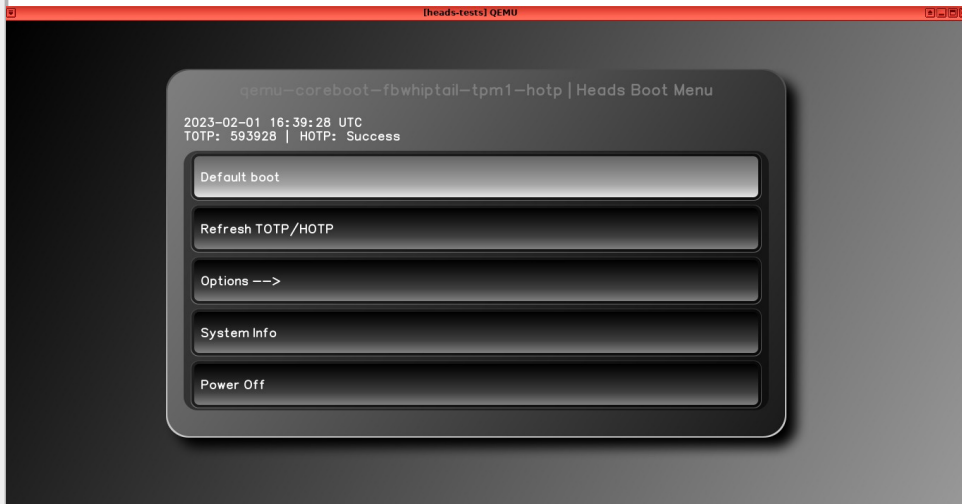 [heads-tests] QEMU
qemu-coreboot-fbwhiptail-tpm1-hotp | Heads Boot Menu
2023-02-01 16:39:28 UTC
TOTP: 593928 | HOTP: Success
Default boot
Refresh TOTP/HOTP
Options -->
System Info
Power Off